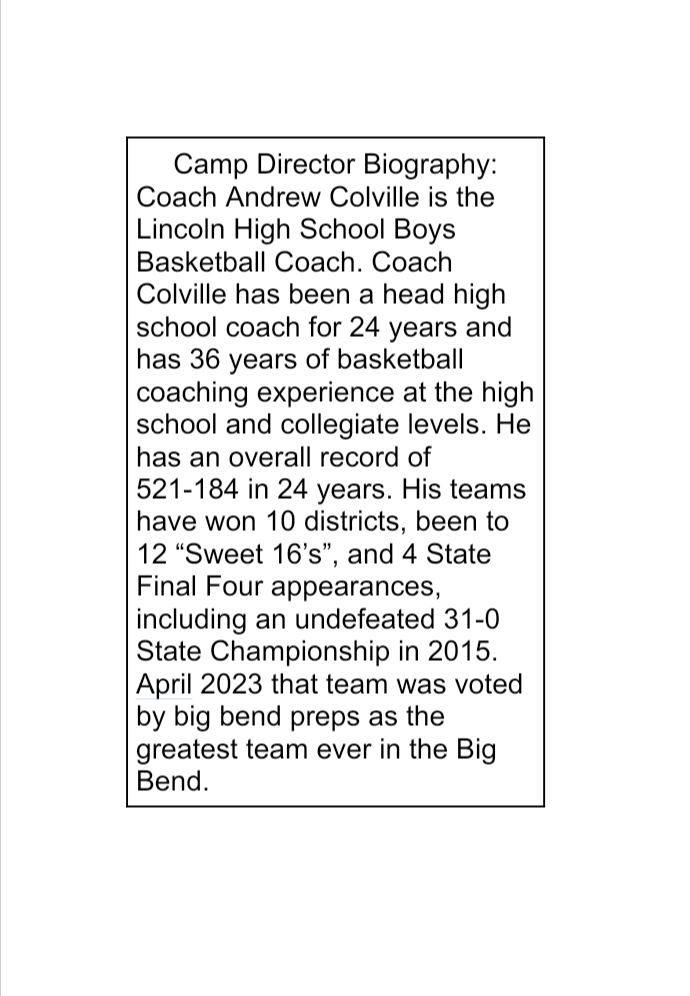 Camp Director Biography:
Coach Andrew Colville is the
Lincoln High School Boys
Basketball Coach. Coach
Colville has been a head high
school coach for 24 years and
has 36 years of basketball
coaching experience at the high
school and collegiate levels. He
has an overall record of
521-184 in 24 years. His teams
have won 10 districts, been to
12 “Sweet 16’s”, and 4 State
Final Four appearances,
including an undefeated 31-0
State Championship in 2015.
April 2023 that team was voted
by big bend preps as the
greatest team ever in the Big
Bend.